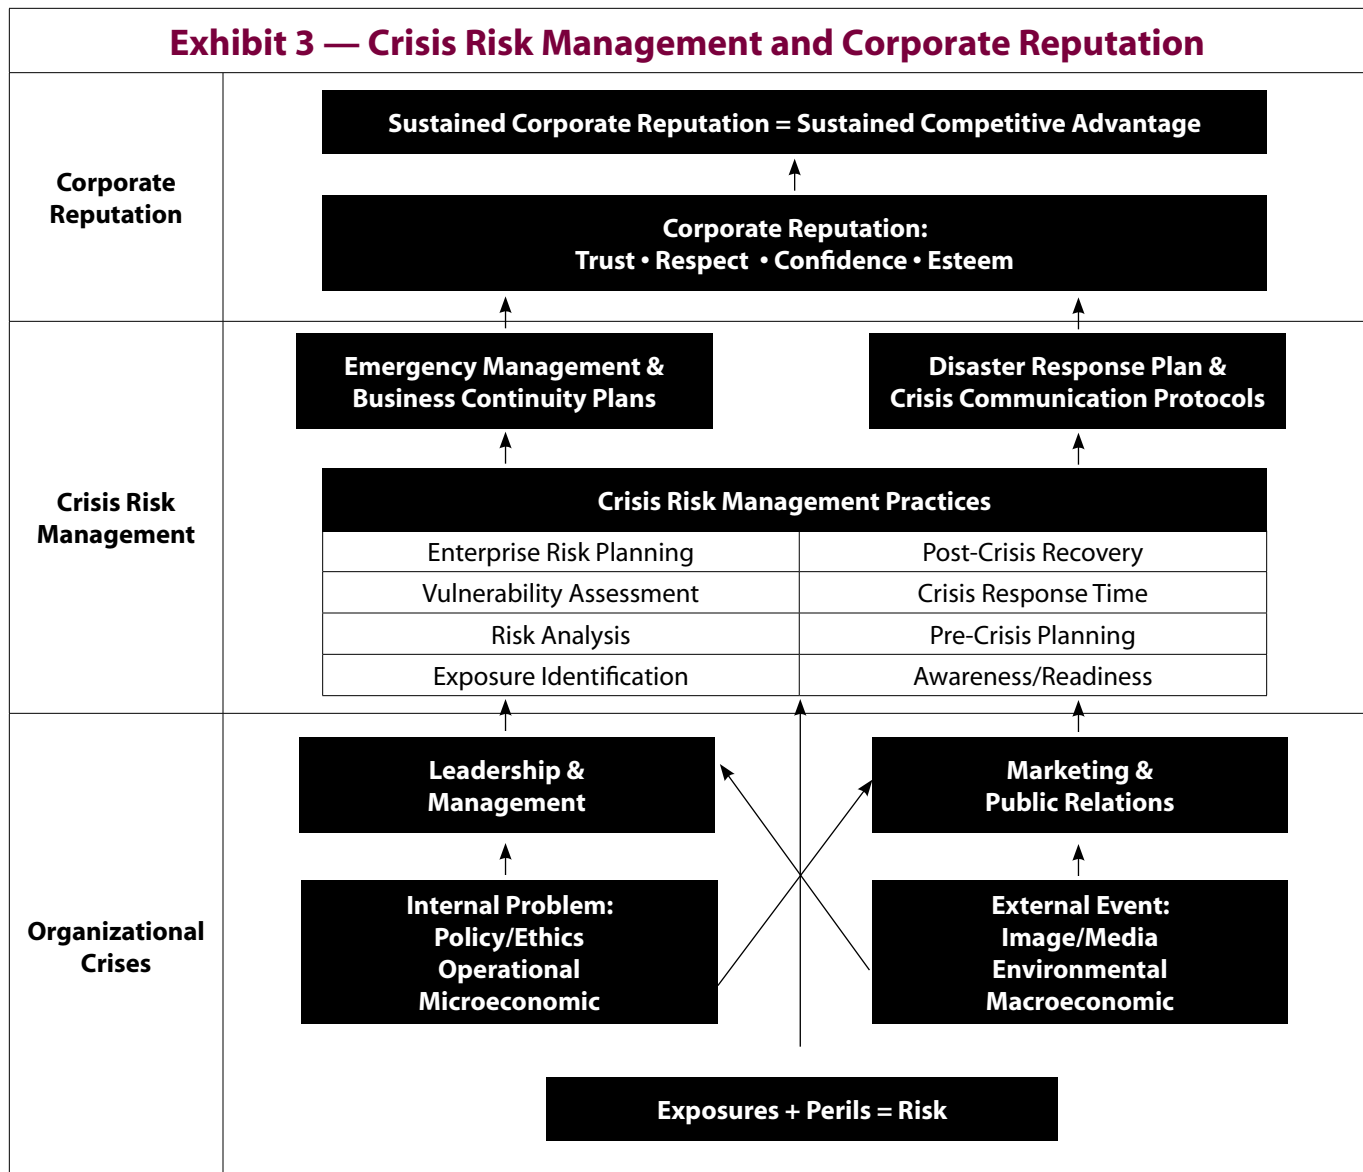 Exhibit 3 — Crisis Risk Management and Corporate Reputation
Corporate
Reputation
Sustained Corporate Reputation = Sustained Competitive Advantage
Corporate Reputation:
Trust • Respect • Confidence • Esteem
Crisis Risk
Management
Emergency Management &
Business Continuity Plans
Disaster Response Plan &
Crisis Communication Protocols
Crisis Risk Management Practices
Enterprise Risk Planning
Post-Crisis Recovery
Vulnerability Assessment
Crisis Response Time
Risk Analysis
Pre-Crisis Planning
Exposure Identification
Awareness/Readiness
Organizational
Crises
Leadership &
Management
Marketing &
Public Relations
Internal Problem:
Policy/Ethics
Operational
Microeconomic
External Event:
Image/Media
Environmental
Macroeconomic
Exposures + Perils = Risk